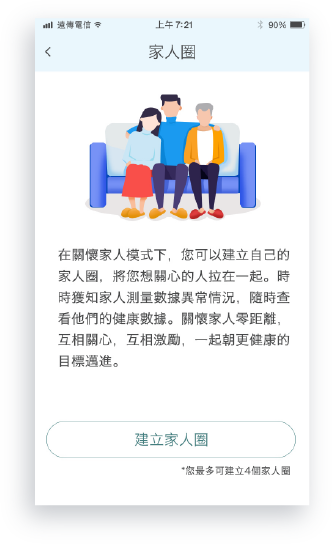 遠傳電信 上午 7:21 90%
家人圈
在關懷家人模式下，您可以建立自己的
家人圈，將您想關心的人拉在一起。時
時獲知家人測量數據異常情況，隨時查
看他們的健康數據。關懷家人零距離，
互相關心，互相激勵，一起朝更健康的
目標邁進。
建立家人圈
*您最多可建立4個家人圈